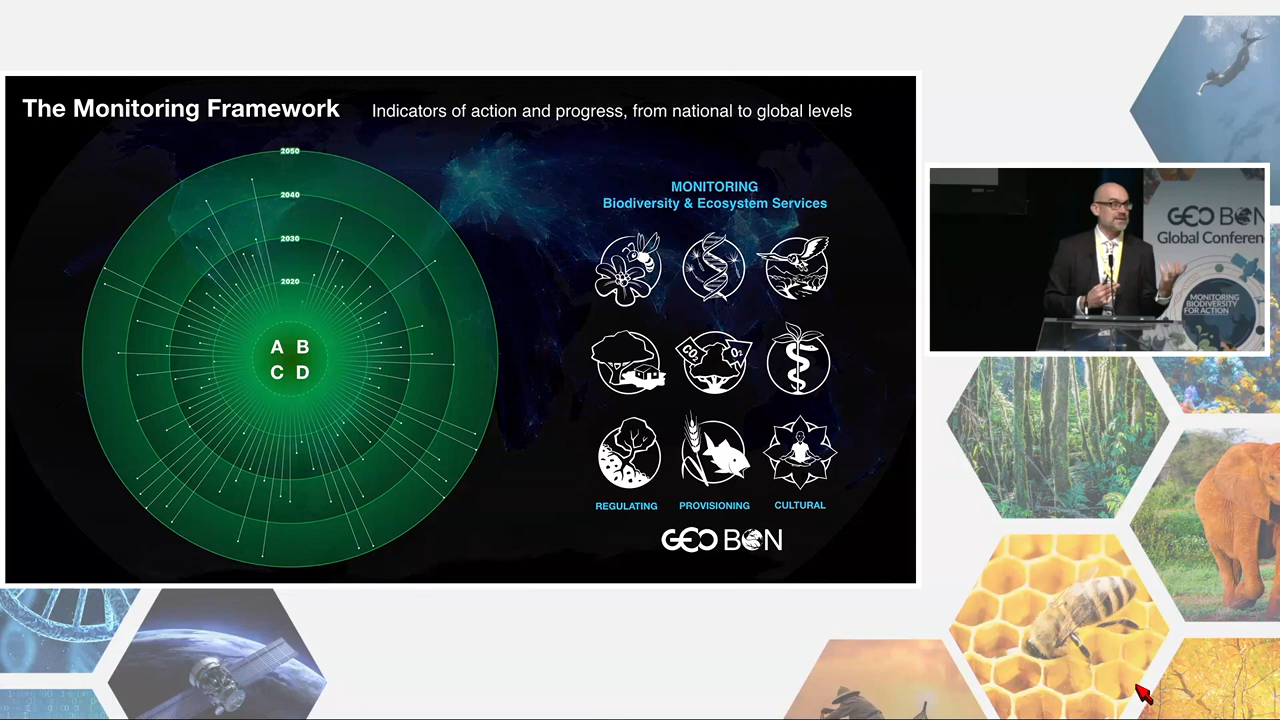 The Monitoring Framework
Indicators of action and progress, from national to global levels
2050
2040
2030
2020
A B
C D
MONITORING
Biodiversity & Ecosystem Services
REGULATING
PROVISIONING
CULTURAL
GEO BON
GEO BON
Global Conferen
MONITORING
BIODIVERSITY
FOR ACTION